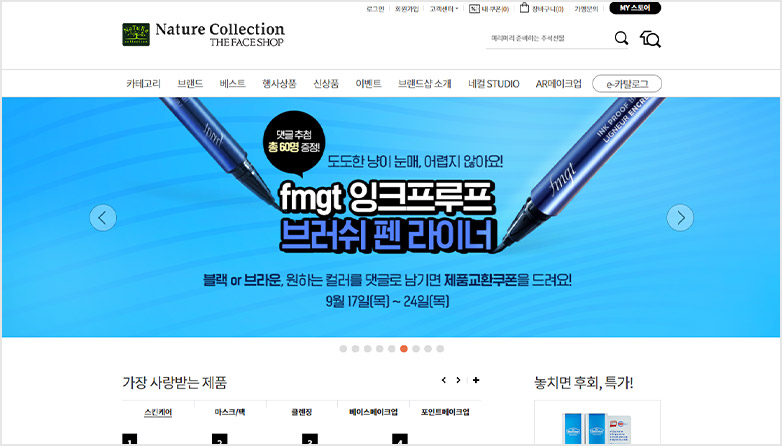 로그인 회원가입 고객센터 내 쿠폰(0) 장바구니(0) 가맹문의 MY 스토어
NATURE
Nature Collection
THE FACE SHOP
미리미리 준비하는 추석선물
카테고리 브랜드 베스트 행사상품 신상품 이벤트 브랜드샵 소개 네컬 STUDIO AR메이크업 e-카탈로그
INK PROOF
LIGNEUR ENCRE
fmgt
fmgt
댓글 추첨
총 60명 증정!
도도한 냥이 눈매, 어렵지 않아요!
fmgt 잉크프루프
브러쉬 펜 라이너
블랙 or 브라운, 원하는 컬러를 댓글로 남기면 제품교환쿠폰을 드려요!
9월 17일(목) ~ 24일(목)
가장 사랑받는 제품
놓치면 후회, 특가!
스킨케어 마스크/팩 클렌징 베이스메이크업 포인트메이크업
1 2 3 4